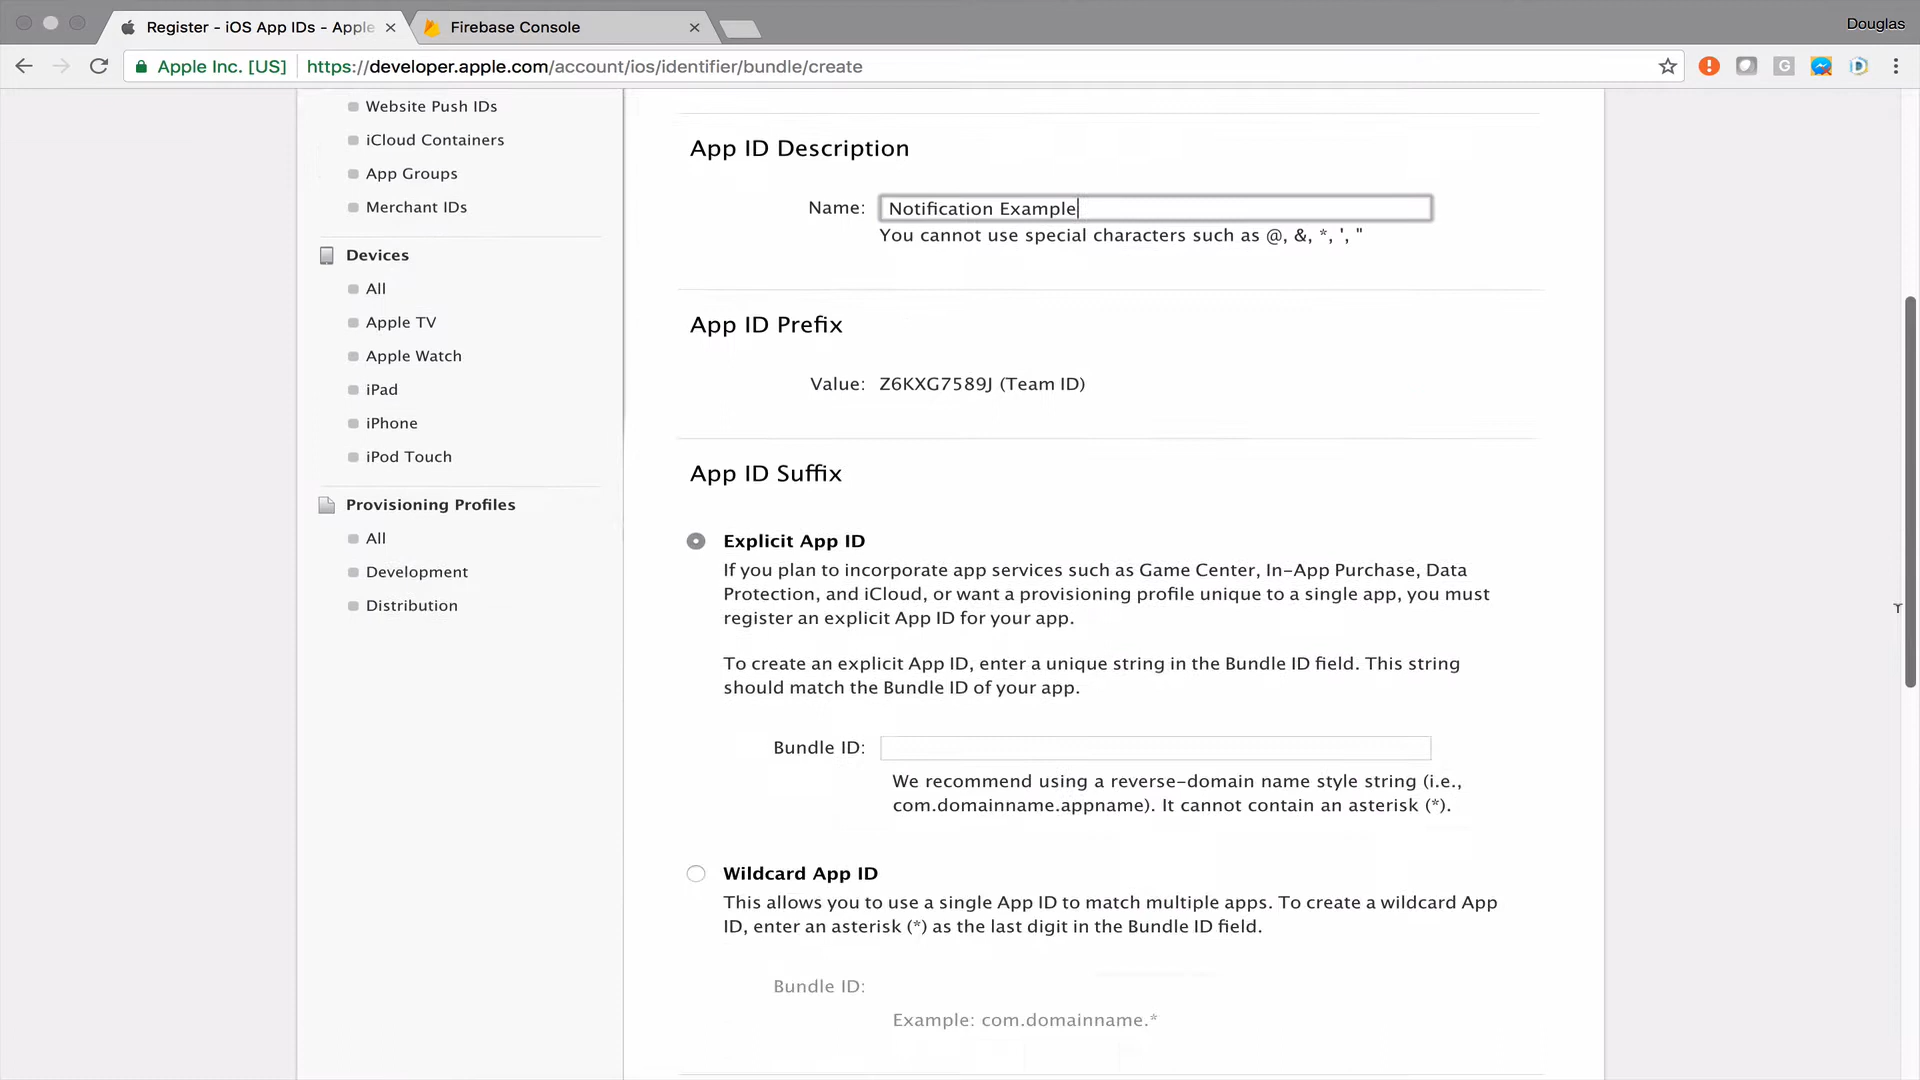 Register - iOS App IDs - Apple
Firebase Console
Douglas
Apple Inc. [US]
https://developer.apple.com/account/ios/identifier/bundle/create
Website Push IDs
iCloud Containers
App Groups
Merchant IDs
Devices
All
Apple TV
Apple Watch
iPad
iPhone
iPod Touch
Provisioning Profiles
All
Development
Distribution
App ID Description
Name: Notification Example
You cannot use special characters such as @, &, *, ', "
App ID Prefix
Value: Z6KXG7589J (Team ID)
App ID Suffix
Explicit App ID
If you plan to incorporate app services such as Game Center, In-App Purchase, Data
Protection, and iCloud, or want a provisioning profile unique to a single app, you must
register an explicit App ID for your app.
To create an explicit App ID, enter a unique string in the Bundle ID field. This string
should match the Bundle ID of your app.
Bundle ID:
We recommend using a reverse-domain name style string (i.e.,
com.domainname.appname). It cannot contain an asterisk (*).
Wildcard App ID
This allows you to use a single App ID to match multiple apps. To create a wildcard App
ID, enter an asterisk (*) as the last digit in the Bundle ID field.
Bundle ID:
Example: com.domainname.*